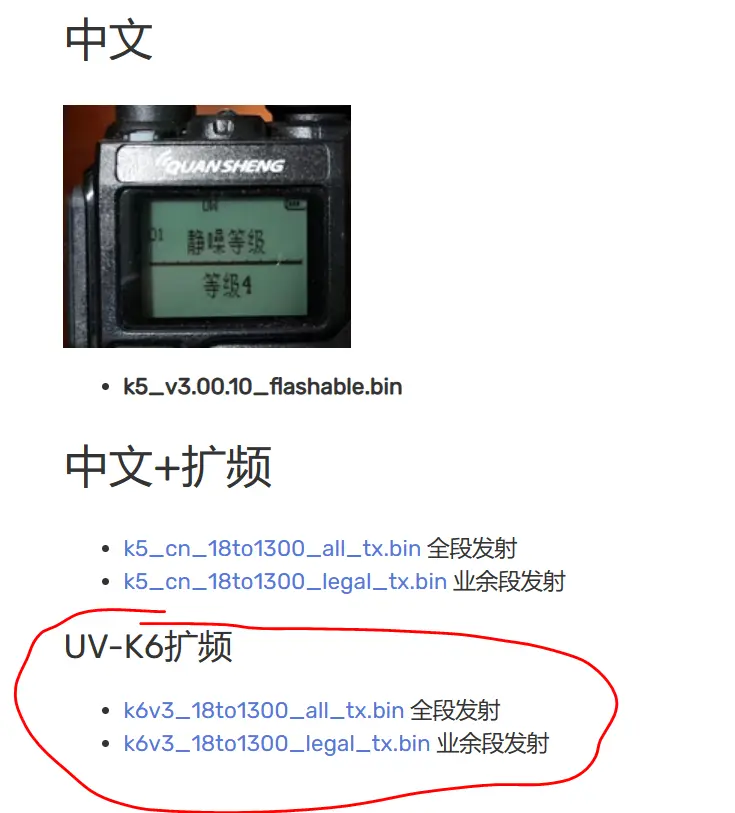 中文
QUANSHENG
01
静噪等级
等级4
k5_v3.00.10_flashable.bin
中文+扩频
k5_cn_18to1300_all_tx.bin 全段发射
k5_cn_18to1300_legal_tx.bin 业余段发射
UV-K6扩频
k6v3_18to1300_all_tx.bin 全段发射
k6v3_18to1300_legal_tx.bin 业余段发射